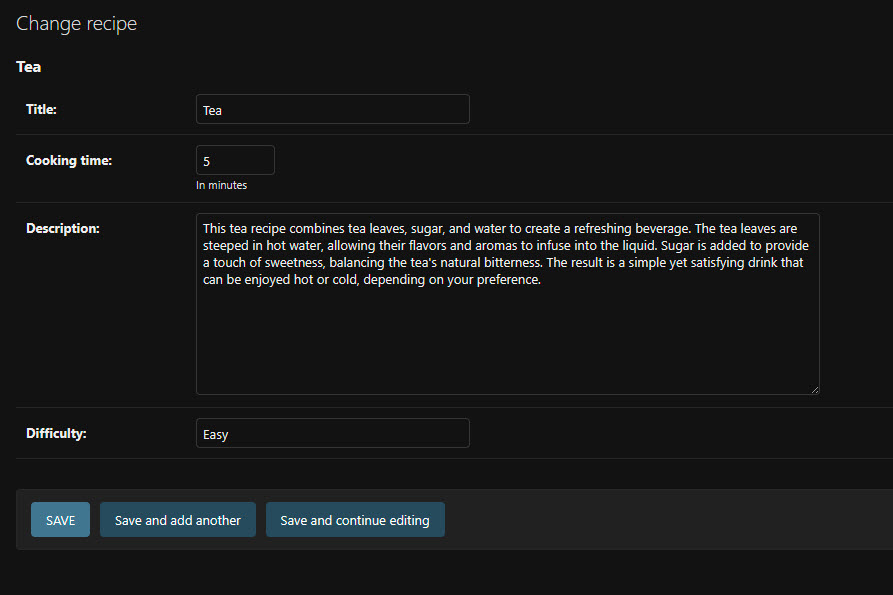 Change recipe
Tea
Title:
Tea
Cooking time:
5
In minutes
Description:
This tea recipe combines tea leaves, sugar, and water to create a refreshing beverage. The tea leaves are
steeped in hot water, allowing their flavors and aromas to infuse into the liquid. Sugar is added to provide
a touch of sweetness, balancing the tea's natural bitterness. The result is a simple yet satisfying drink that
can be enjoyed hot or cold, depending on your preference.
Difficulty:
Easy
SAVE
Save and add another
Save and continue editing